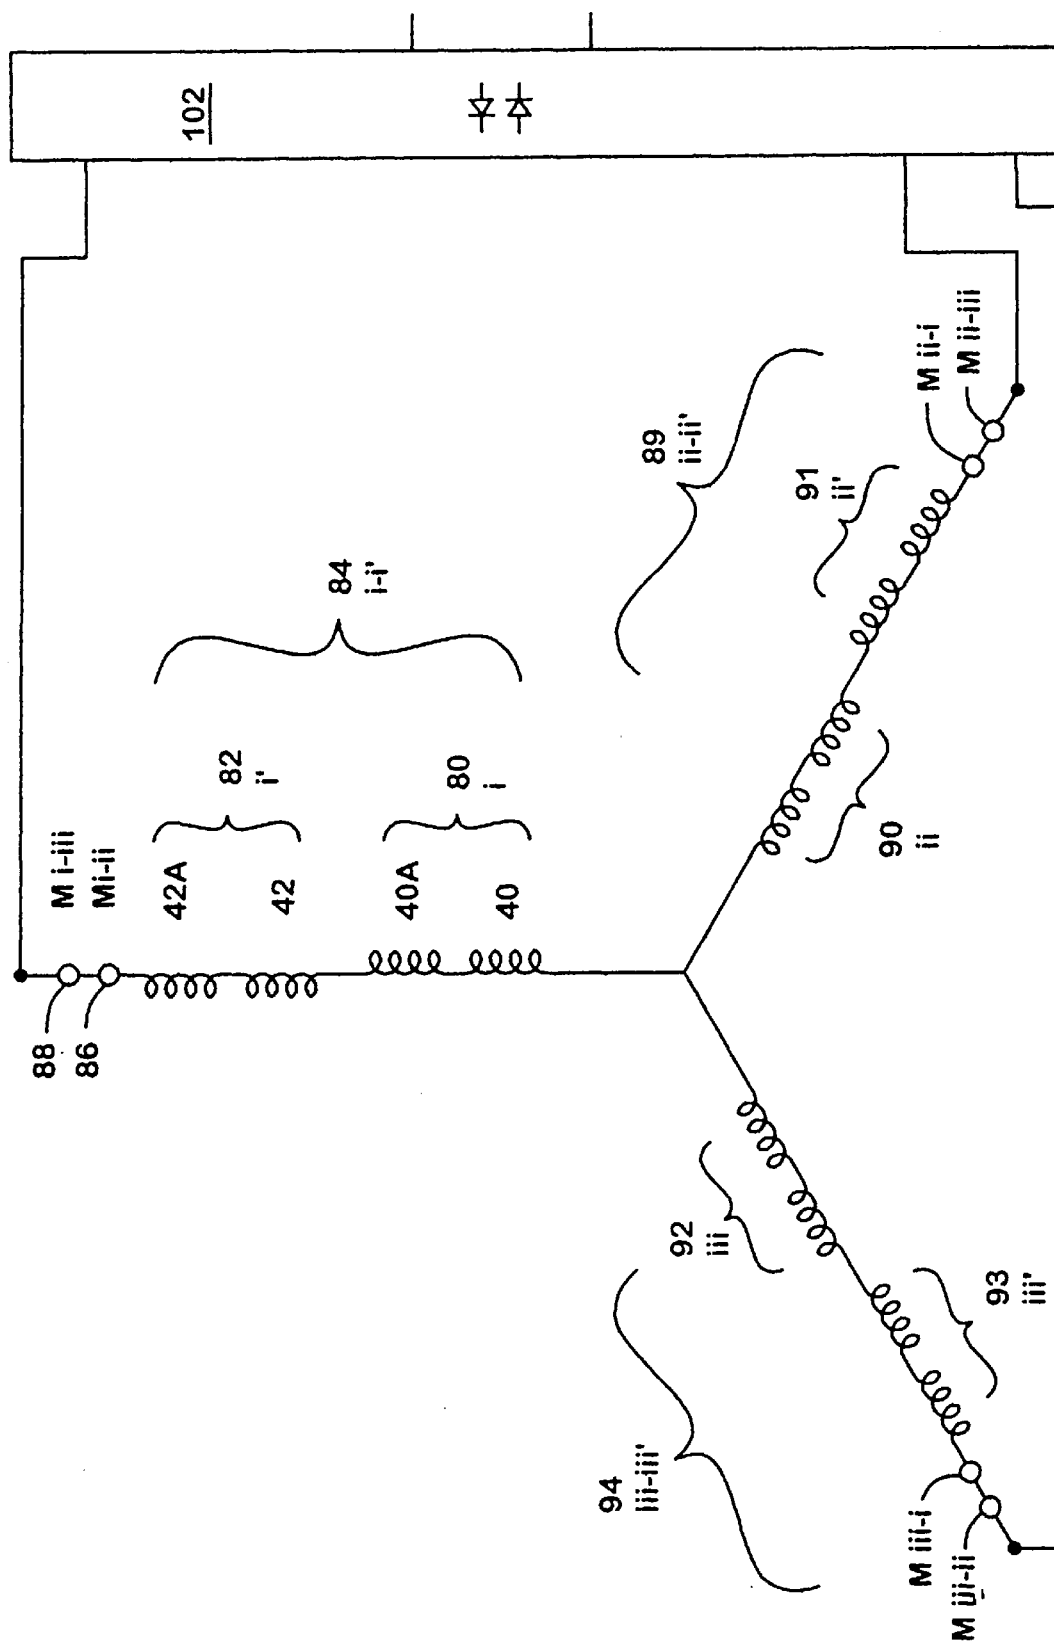 102
M i-iii
Mi-ii
88
86
42A
42
82
i'
40A
40
80
i
84
i-i'
89
ii-ii'
91
ii'
90
ii
M ii-i
M ii-iii
92
iii
93
iii'
94
iii-iii'
M iii-i
M iii-ii